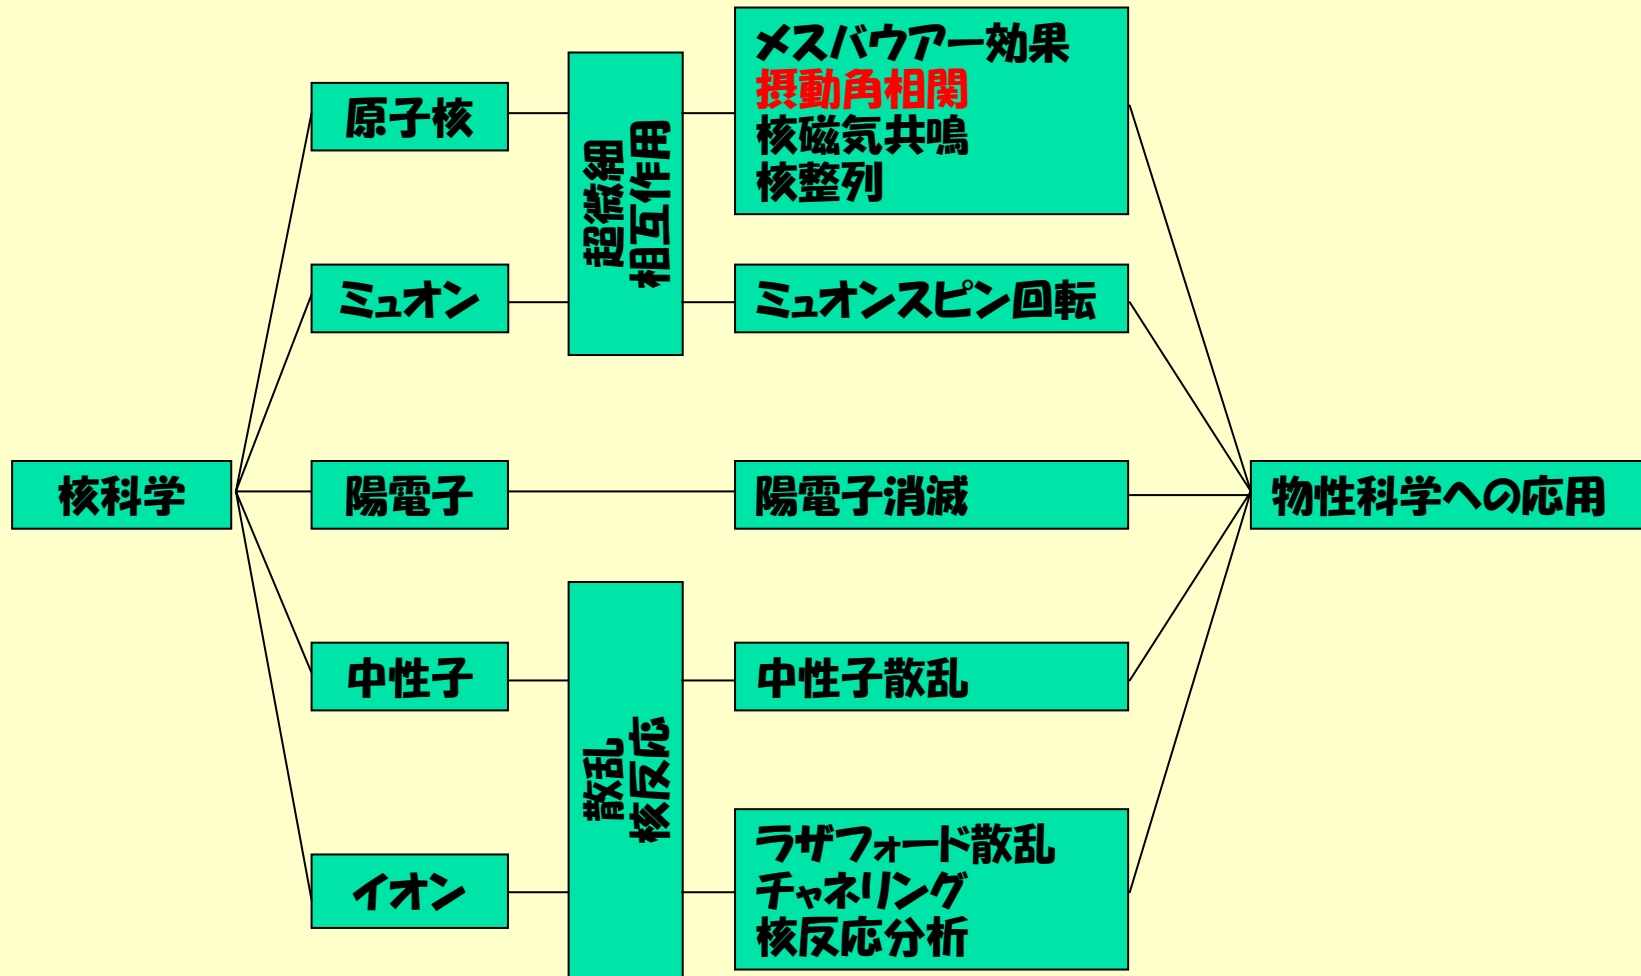 核科学
原子核
ミュオン
陽電子
中性子
イオン
超微細
相互作用
散乱
核反応
メスバウアー効果
摂動角相関
核磁気共鳴
核整列
ミュオンスピン回転
陽電子消滅
中性子散乱
ラザフォード散乱
チャネリング
核反応分析
物性科学への応用